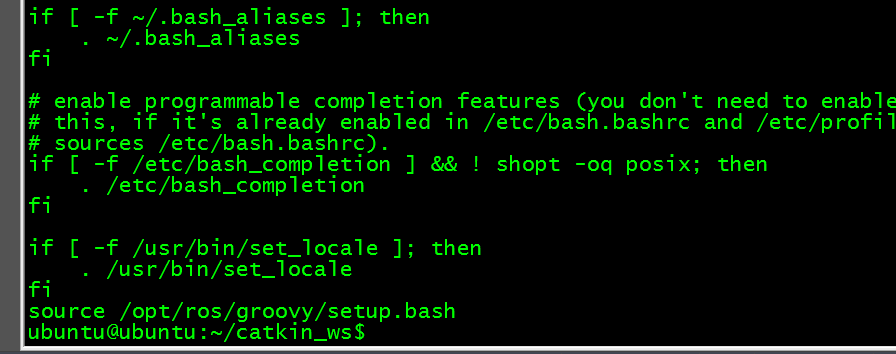 if [ -f ~/.bash_aliases ]; then
    . ~/.bash_aliases
fi

# enable programmable completion features (you don't need to enable
# this, if it's already enabled in /etc/bash.bashrc and /etc/profil
# sources /etc/bash.bashrc).
if [ -f /etc/bash_completion ] && ! shopt -oq posix; then
    . /etc/bash_completion
fi

if [ -f /usr/bin/set_locale ]; then
    . /usr/bin/set_locale
fi
source /opt/ros/groovy/setup.bash
ubuntu@ubuntu:~/catkin_ws$